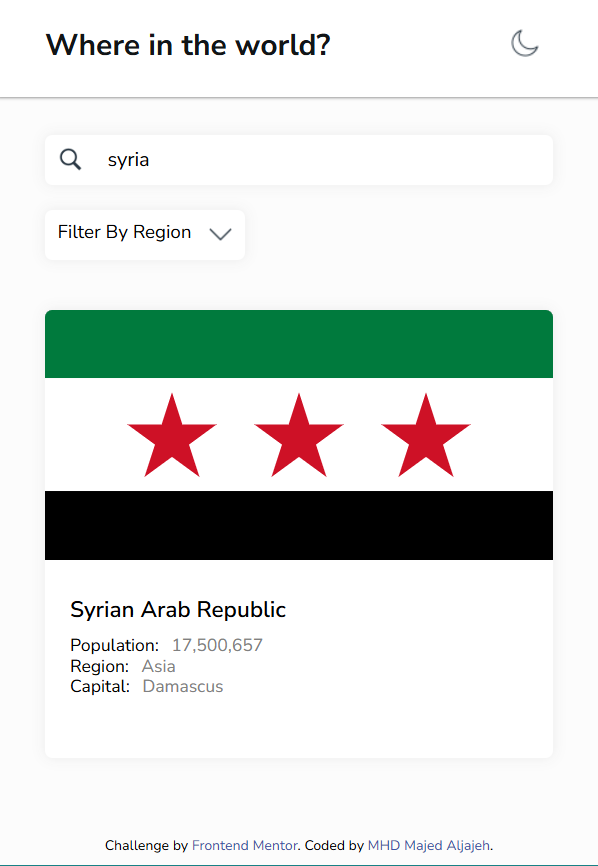 Where in the world?
syria
Filter By Region
Syrian Arab Republic
Population: 17,500,657
Region: Asia
Capital: Damascus
Challenge by Frontend Mentor. Coded by MHD Majed Aljajeh.